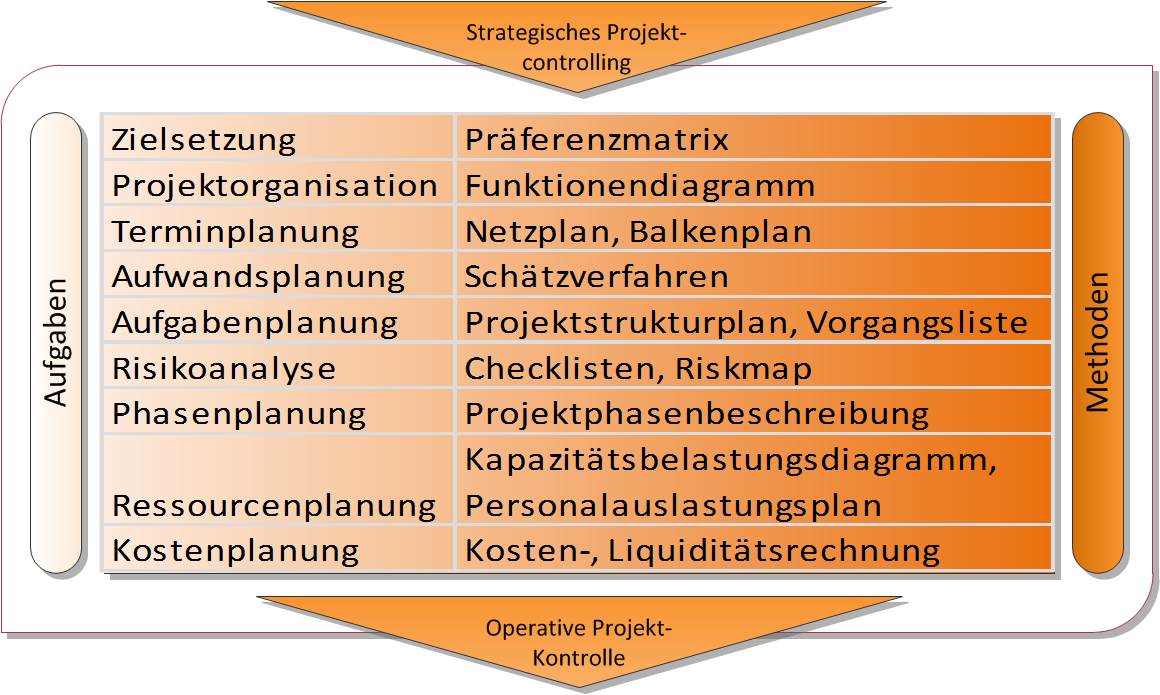 Strategisches Projekt-
controlling
Aufgaben
Zielsetzung Präferenzmatrix
Projektorganisation Funktionendiagramm
Terminplanung Netzplan, Balkenplan
Aufwandsplanung Schätzverfahren
Aufgabenplanung Projektstrukturplan, Vorgangsliste
Risikoanalyse Checklisten, Riskmap
Phasenplanung Projektphasenbeschreibung
Kapazitätsbelastungsdiagramm,
Ressourcenplanung Personalauslastungsplan
Kostenplanung Kosten-, Liquiditätsrechnung
Methoden
Operative Projekt-
Kontrolle